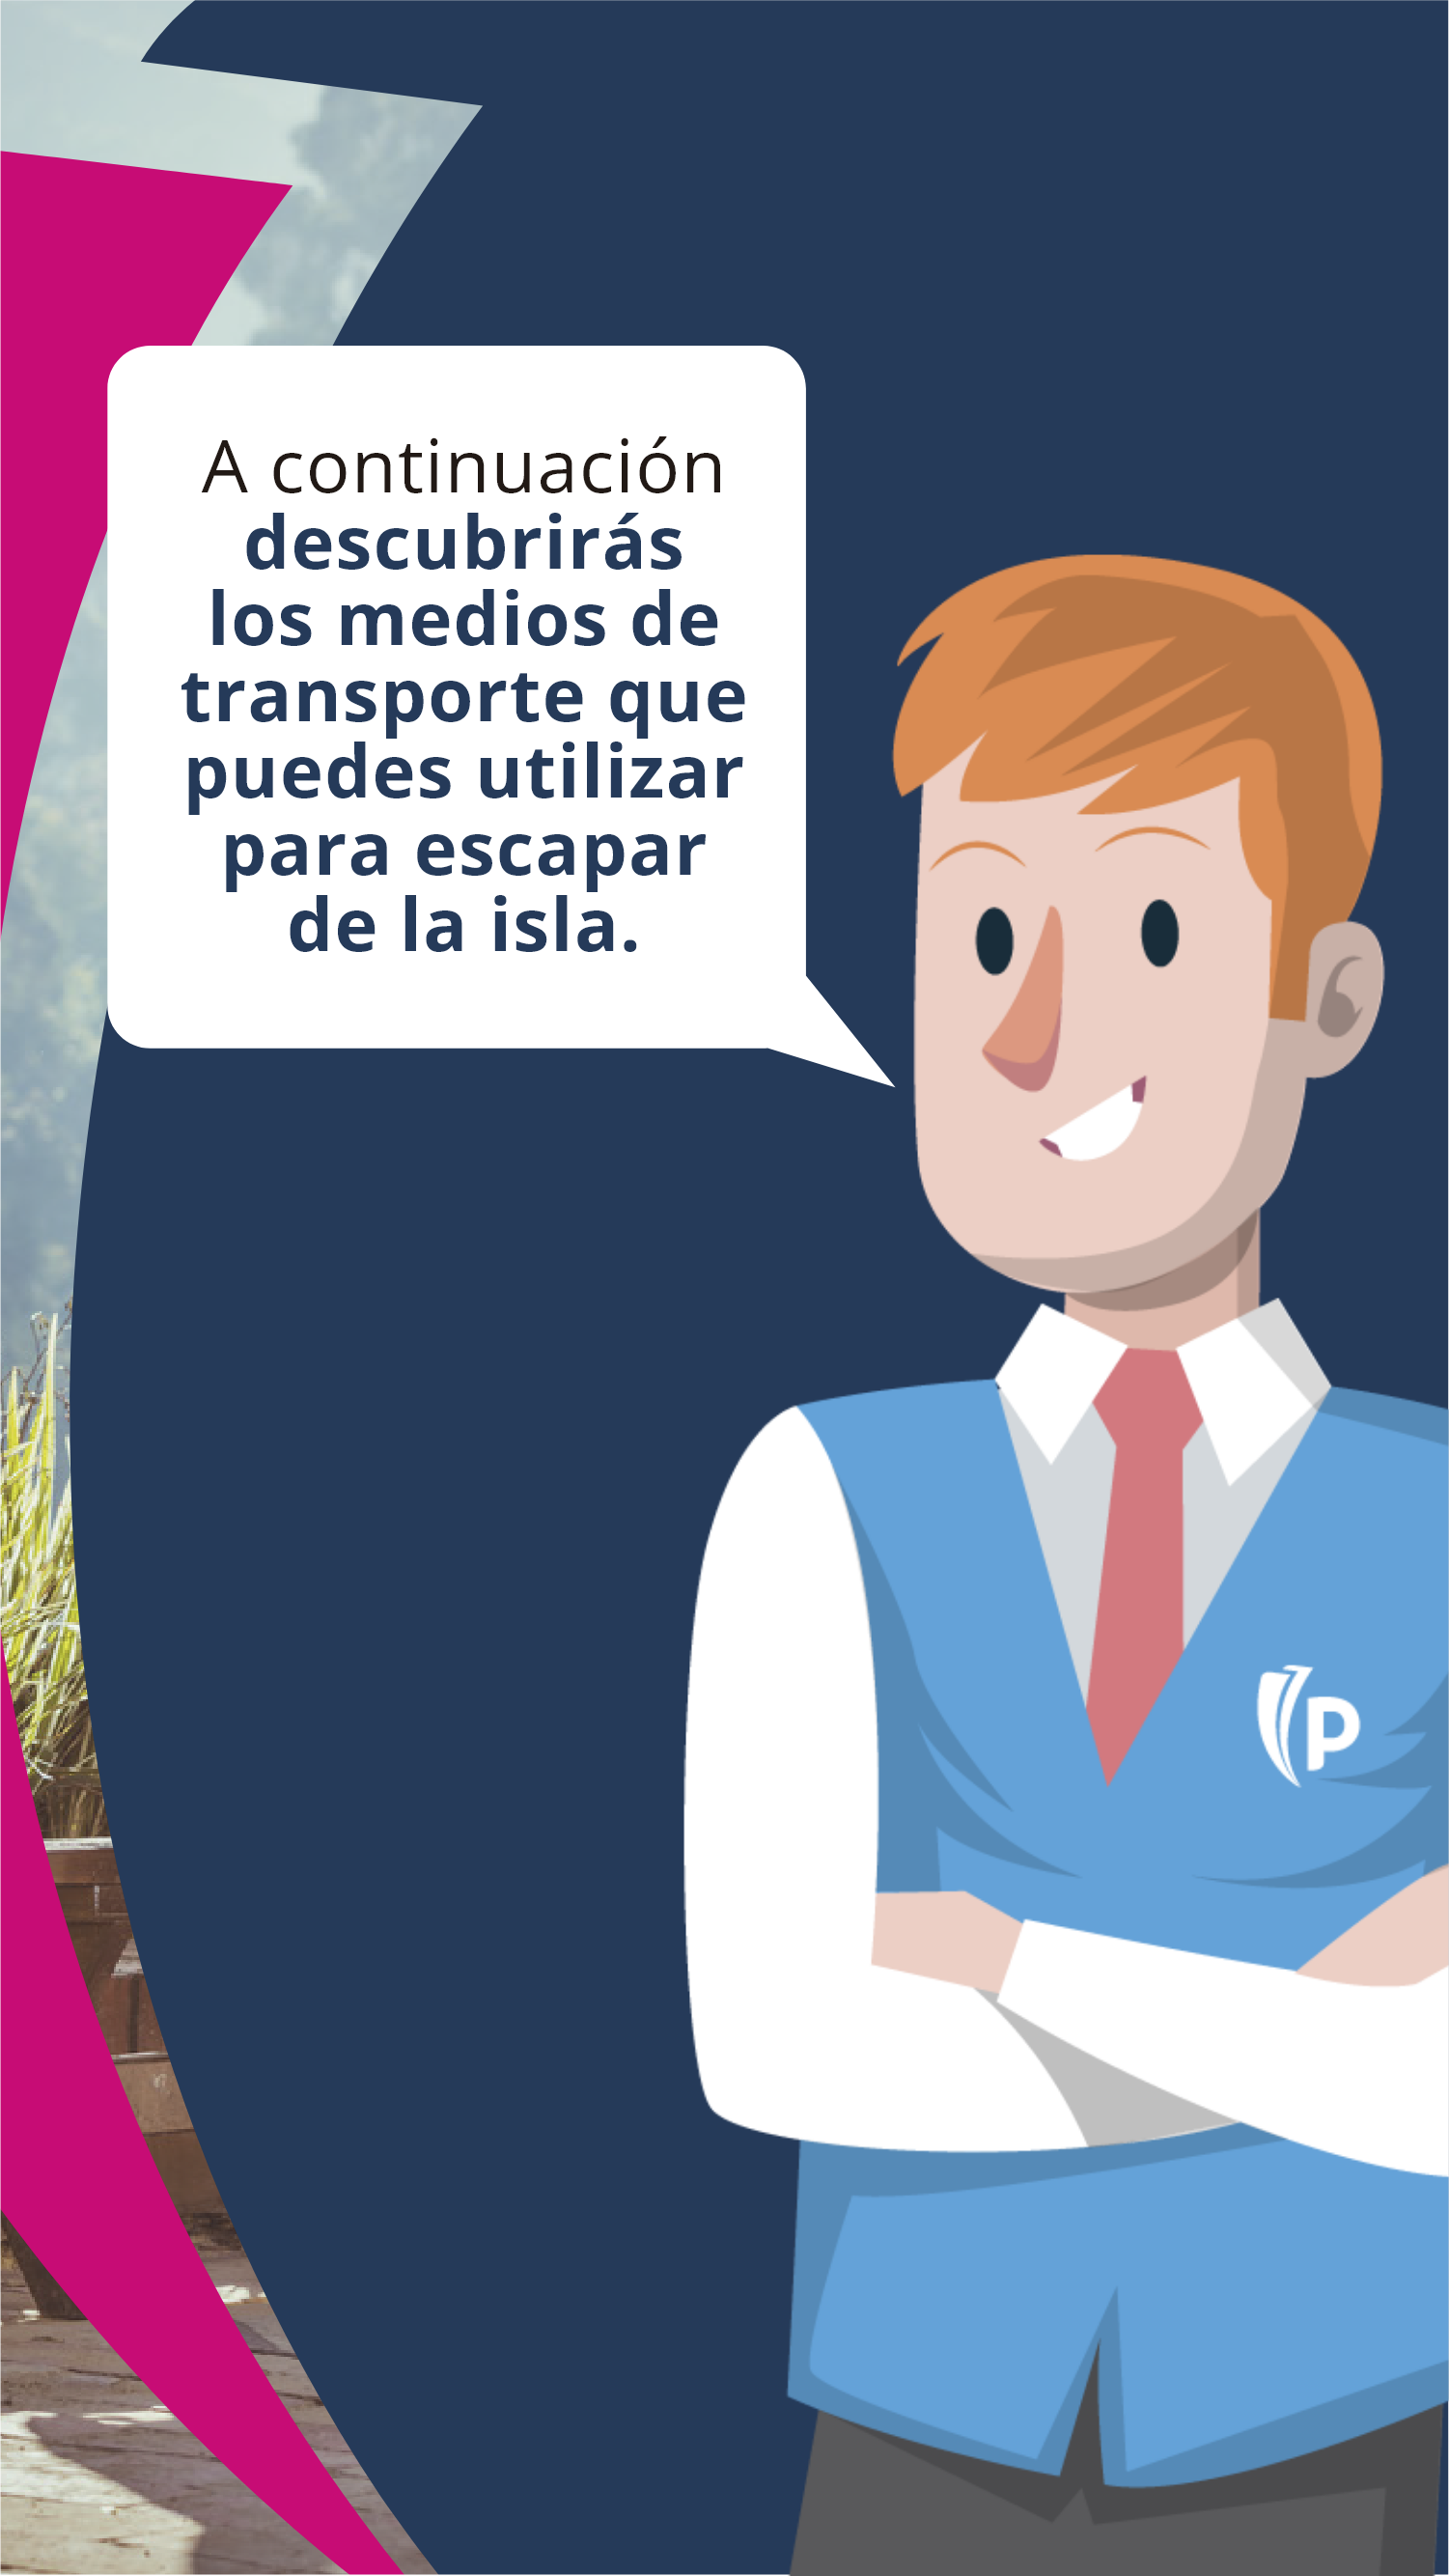 A continuación
descubrirás
los medios de
transporte que
puedes utilizar
para escapar
de la isla.
p